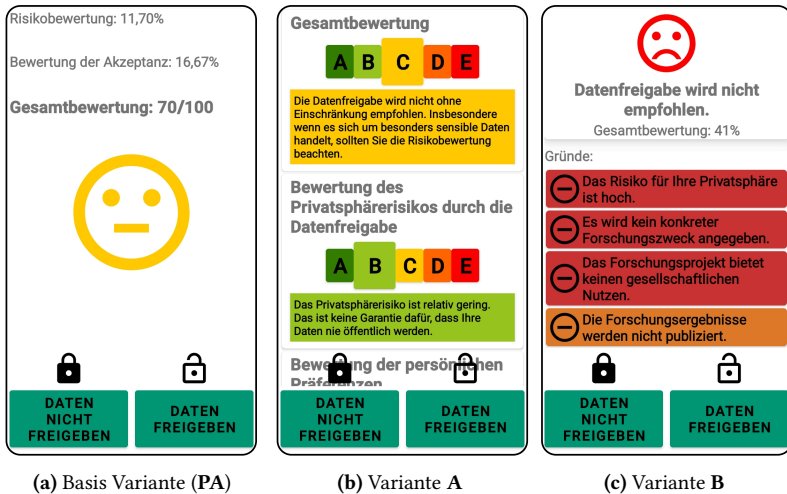 Risikobewertung: 11,70%
Bewertung der Akzeptanz: 16,67%
Gesamtbewertung: 70/100
DATEN
NICHT
FREIGEBEN
DATEN
FREIGEBEN
(a) Basis Variante (PA)
Gesamtbewertung
A B C D E
Die Datenfreigabe wird nicht ohne
Einschränkung empfohlen. Insbesondere
wenn es sich um besonders sensible Daten
handelt, sollten Sie die Risikobewertung
beachten.
Bewertung des
Privatsphärerisikos durch die
Datenfreigabe
A B C D E
Das Privatsphärerisiko ist relativ gering.
Das ist keine Garantie dafür, dass Ihre
Daten nie öffentlich werden.
Bewertung der persönlichen
Präferenzen
DATEN
NICHT
FREIGEBEN
DATEN
FREIGEBEN
(b) Variante A
Datenfreigabe wird nicht
empfohlen.
Gesamtbewertung: 41%
Gründe:
Das Risiko für Ihre Privatsphäre
ist hoch.
Es wird kein konkreter
Forschungszweck angegeben.
Das Forschungsprojekt bietet
keinen gesellschaftlichen
Nutzen.
Die Forschungsergebnisse
werden nicht publiziert.
DATEN
NICHT
FREIGEBEN
DATEN
FREIGEBEN
(c) Variante B